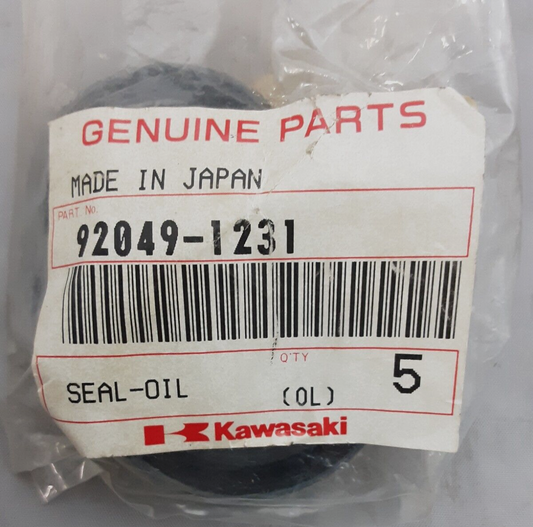 GENUINE PARTS
MADE IN JAPAN
PART No.
92049-1231
Q'TY
SEAL-OIL (OL) 5
Kawasaki